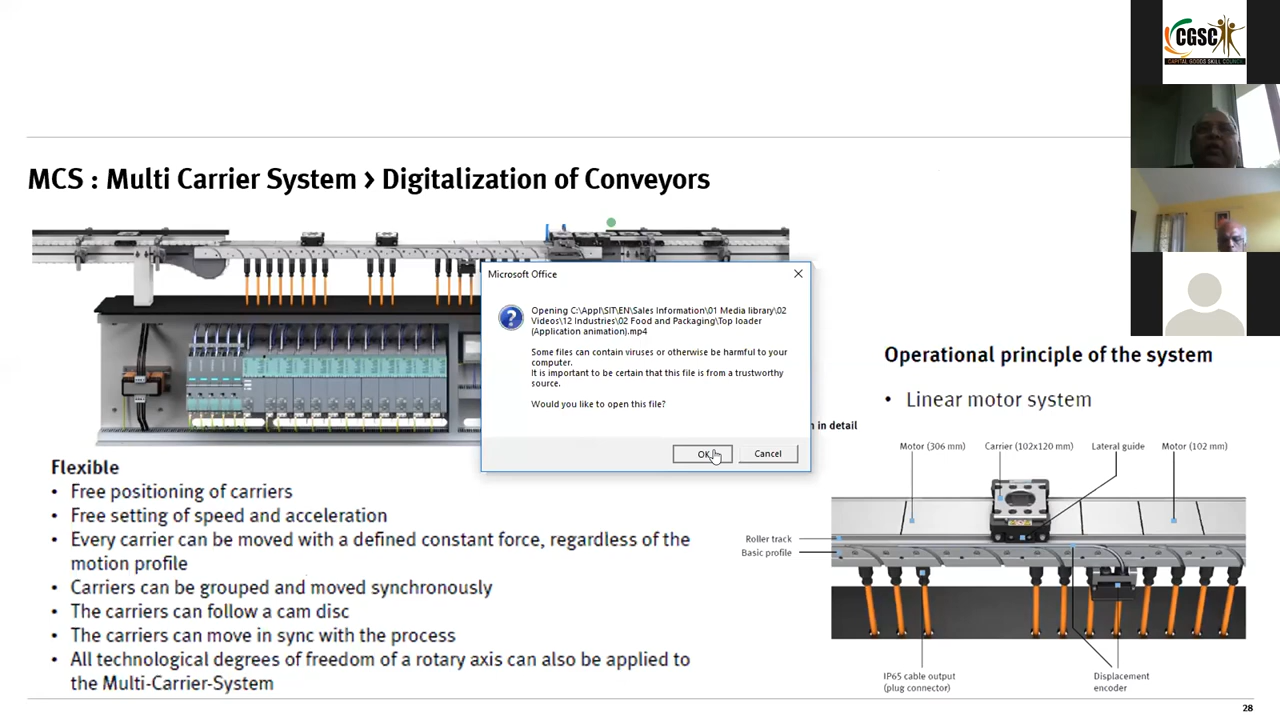 CGSC
CAPITAL GOODS SKILL COUNCIL
MCS : Multi Carrier System > Digitalization of Conveyors
Microsoft Office
Opening C:\Appl\SIT\EN\Sales Information\01 Media library\02
Videos\12 Industries\02 Food and Packaging\Top loader
(Application animation).mp4
Some files can contain viruses or otherwise be harmful to your
computer.
It is important to be certain that this file is from a trustworthy
source.
Would you like to open this file?
OK
Cancel
n in detail
Flexible
• Free positioning of carriers
• Free setting of speed and acceleration
• Every carrier can be moved with a defined constant force, regardless of the
motion profile
• Carriers can be grouped and moved synchronously
• The carriers can follow a cam disc
• The carriers can move in sync with the process
• All technological degrees of freedom of a rotary axis can also be applied to
the Multi-Carrier-System
Operational principle of the system
• Linear motor system
Motor (306 mm)
Carrier (102x120 mm)
Lateral guide
Motor (102 mm)
Roller track
Basic profile
IP65 cable output
(plug connector)
Displacement
encoder
28